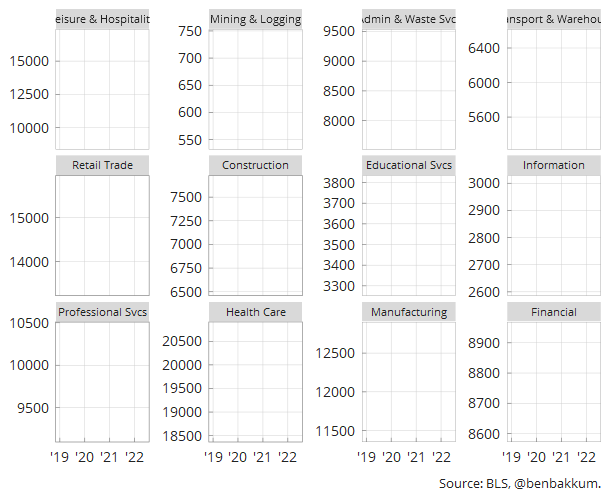 eisure & Hospitalit Mining & Logging Admin & Waste Svc nsport & Warehou
15000 12500 10000
750 700 650 600 550
9500 9000 8500 8000
6400 6000 5600
Retail Trade Construction Educational Svcs Information
15000 14000
7500 7250 7000 6750 6500
3800 3700 3600 3500 3400 3300
3000 2900 2800 2700 2600
Professional Svcs Health Care Manufacturing Financial
10500 10000 9500
20500 20000 19500 19000 18500
12500 12000 11500
8900 8800 8700 8600
'19 '20 '21 '22 '19 '20 '21 '22 '19 '20 '21 '22 '19 '20 '21 '22
Source: BLS, @benbakkum.